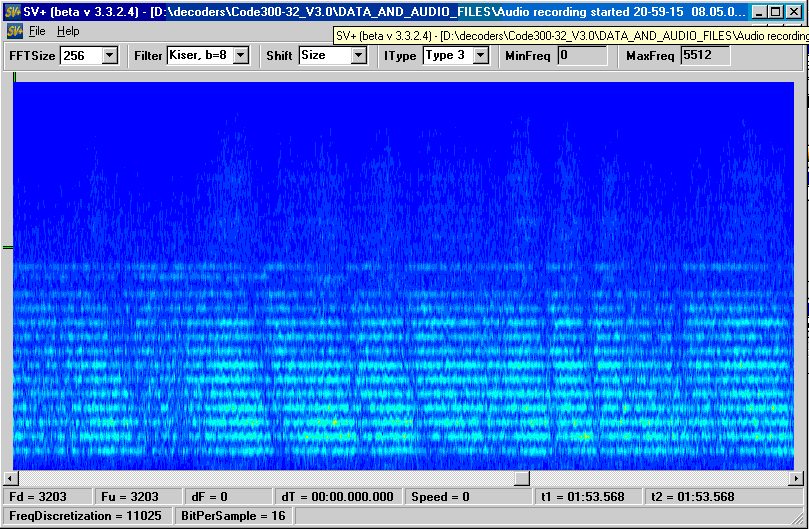 SV+ (beta v 3.3.2.4) - [D:\decoders\Code300-32_V3.0\DATA_AND_AUDIO_FILES\Audio recording started 20-59-15 08.05.0...
File Help
SV+ (beta v 3.3.2.4) - [D:\decoders\Code300-32_V3.0\DATA_AND_AUDIO_FILES\Audio recording
FFTSize 256 Filter Kiser, b=8 Shift Size IType Type 3 MinFreq 0 MaxFreq 5512
Fd = 3203 Fu = 3203 dF = 0 dT = 00:00.000.000 Speed = 0 t1 = 01:53.568 t2 = 01:53.568
FreqDiscretization = 11025 BitPerSample = 16